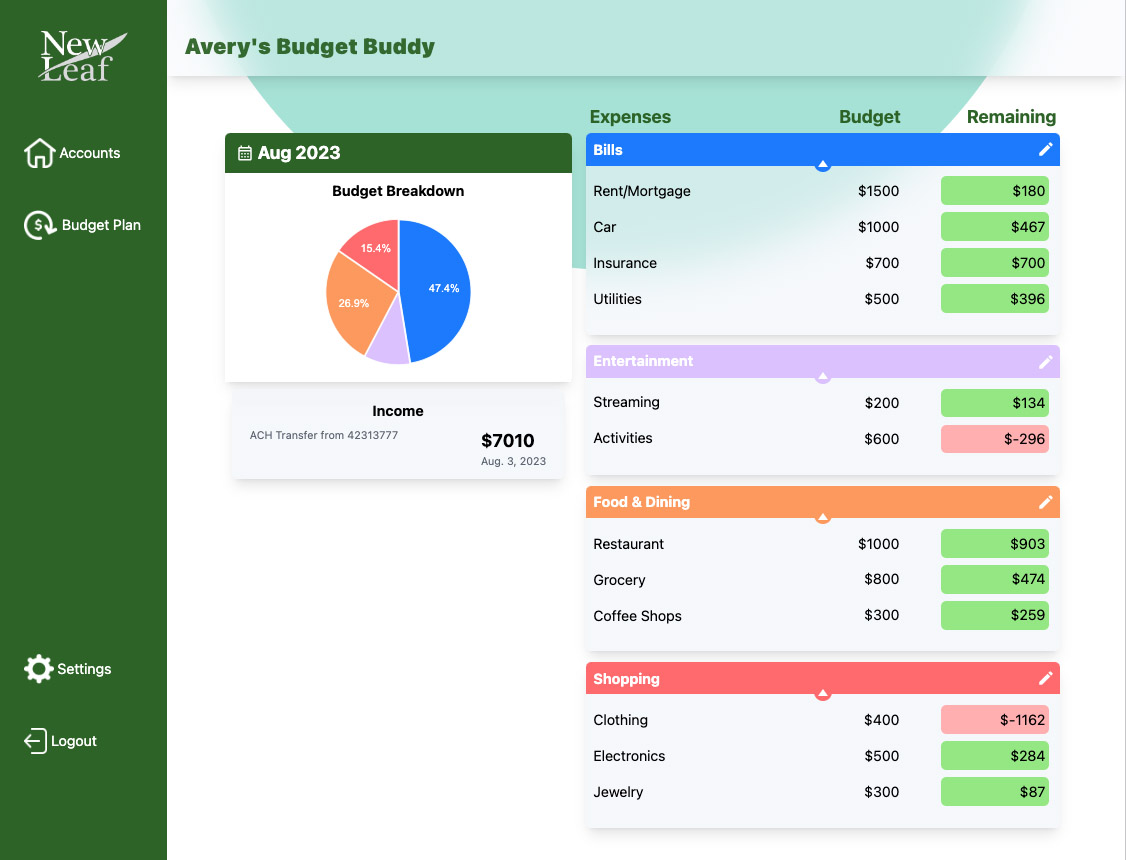 New
Leaf
Accounts
Budget Plan
Settings
Logout
Avery's Budget Buddy
Aug 2023
Budget Breakdown
15.4%
47.4%
26.9%
Income
ACH Transfer from 42313777
$7010
Aug. 3, 2023
Expenses Budget Remaining
Bills
Rent/Mortgage $1500 $180
Car $1000 $467
Insurance $700 $700
Utilities $500 $396
Entertainment
Streaming $200 $134
Activities $600 $-296
Food & Dining
Restaurant $1000 $903
Grocery $800 $474
Coffee Shops $300 $259
Shopping
Clothing $400 $-1162
Electronics $500 $284
Jewelry $300 $87